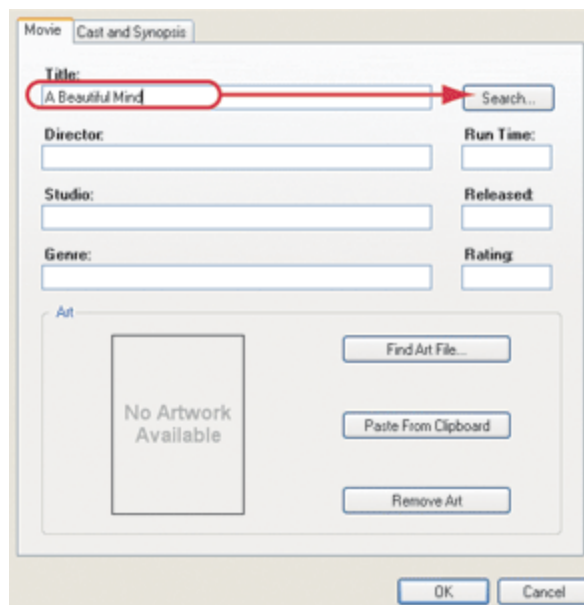 Movie Cast and Synopsis
Title:
A Beautiful Mind Search...
Director: Run Time:
Studio: Released:
Genre: Rating:
Art
Find Art File...
No Artwork
Available
Paste From Clipboard
Remove Art
OK Cancel